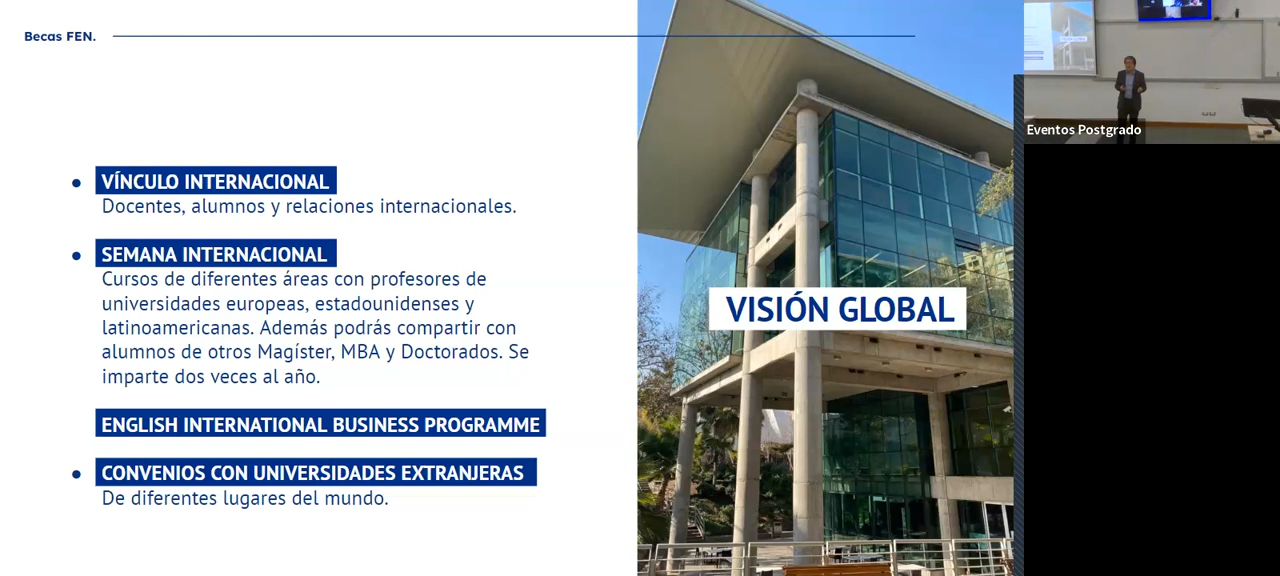 Becas FEN.
VÍNCULO INTERNACIONAL
Docentes, alumnos y relaciones internacionales.
SEMANA INTERNACIONAL
Cursos de diferentes áreas con profesores de
universidades europeas, estadounidenses y
latinoamericanas. Además podrás compartir con
alumnos de otros Magíster, MBA y Doctorados. Se
imparte dos veces al año.
ENGLISH INTERNATIONAL BUSINESS PROGRAMME
CONVENIOS CON UNIVERSIDADES EXTRANJERAS
De diferentes lugares del mundo.
VISIÓN GLOBAL
Eventos Postgrado